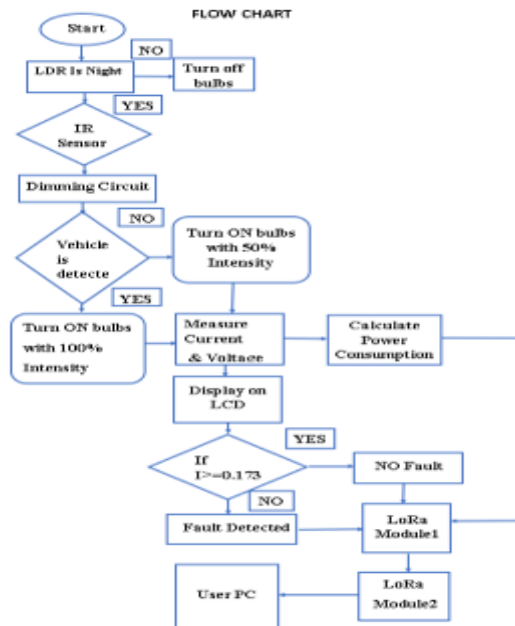 FLOW CHART
Start
NO
LDR Is Night
Turn off
bulbs
YES
IR
Sensor
Dimming Circuit
NO
Vehicle
is
detecte
Turn ON bulbs
with 50%
Intensity
YES
Turn ON bulbs
with 100%
Intensity
Measure
Current
& Voltage
Calculate
Power
Consumption
Display on
LCD
YES
If
I>=0.173
NO Fault
NO
Fault Detected
LoRa
Module1
User PC
LoRa
Module2